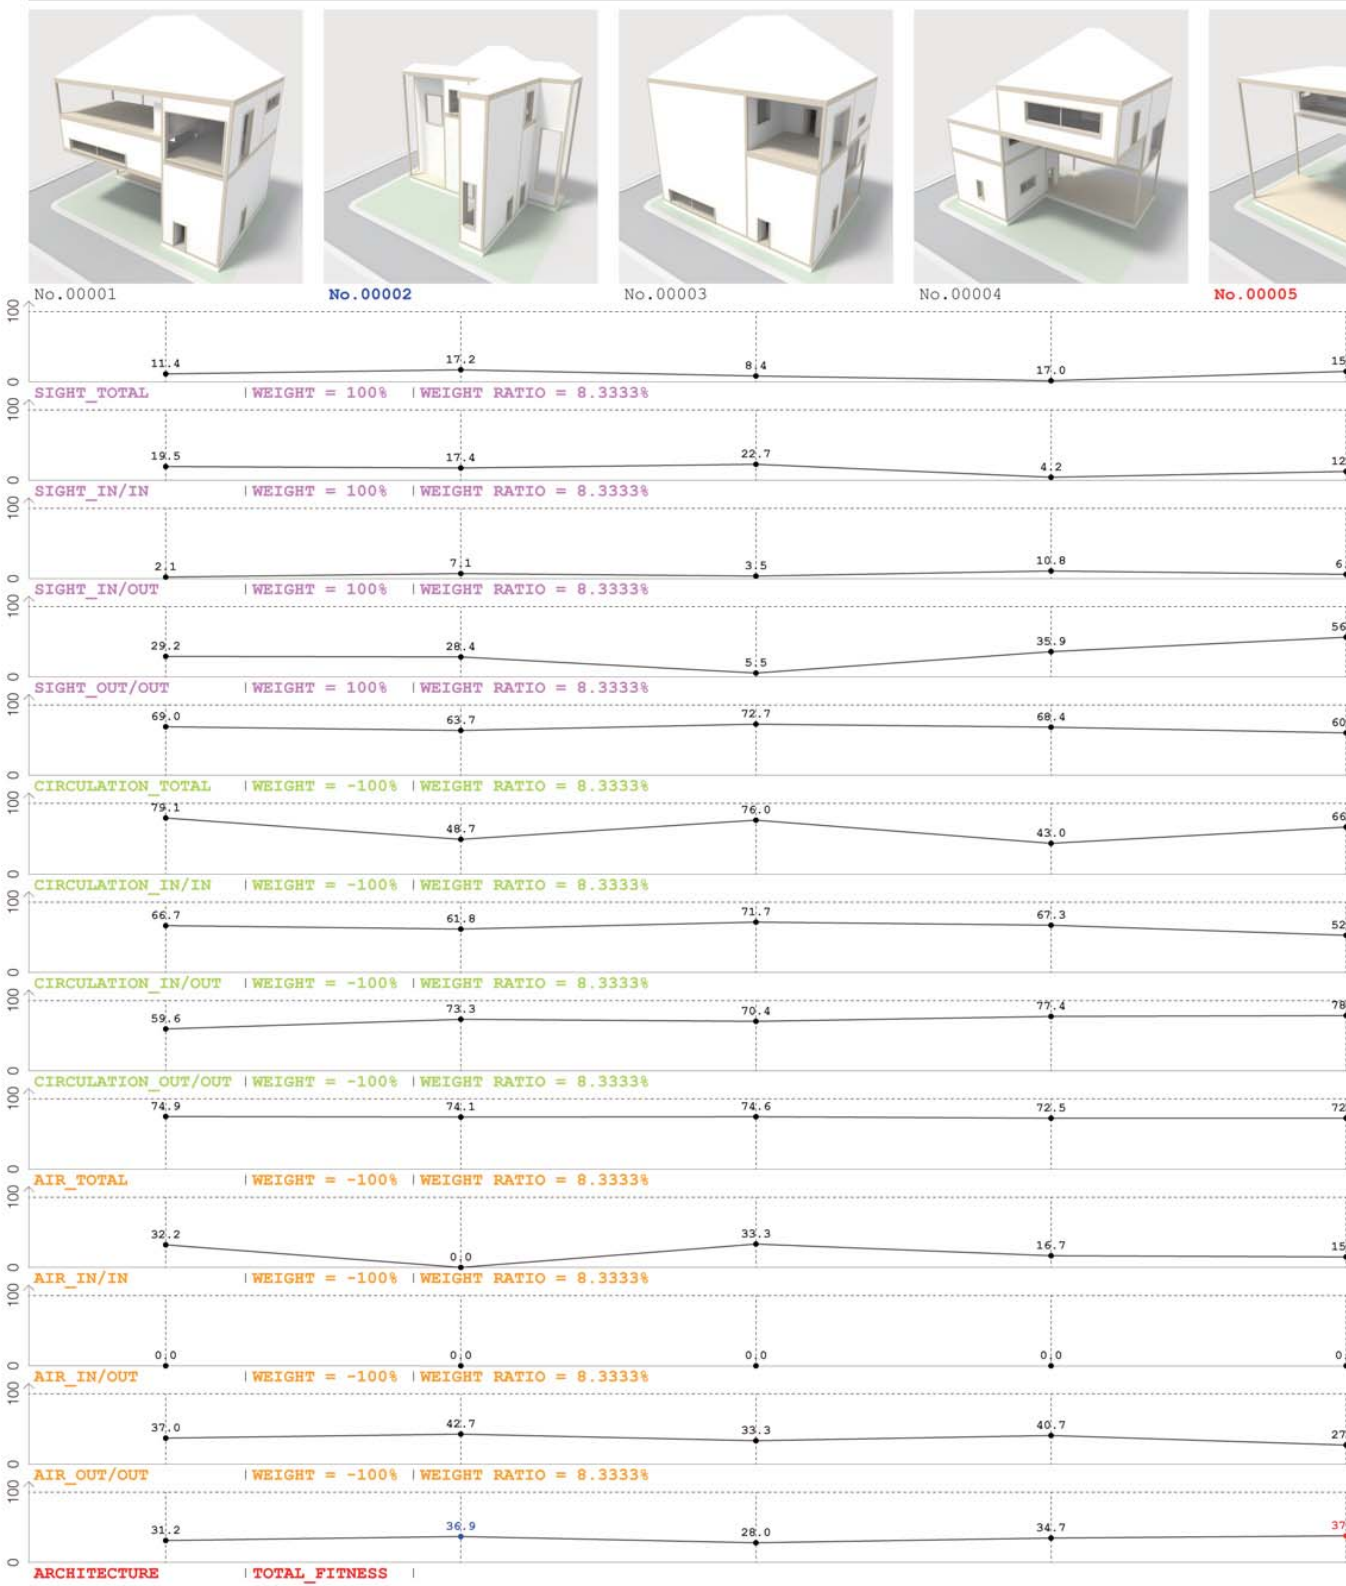 No.00001 No.00002 No.00003 No.00004 No.00005
100
11.4 17.2 8.4 17.0 15
0
SIGHT_TOTAL | WEIGHT = 100% | WEIGHT RATIO = 8.3333%
100
19.5 17.4 22.7 4.2 12
0
SIGHT_IN/IN | WEIGHT = 100% | WEIGHT RATIO = 8.3333%
100
2.1 7.1 3.5 10.8 6.
0
SIGHT_IN/OUT | WEIGHT = 100% | WEIGHT RATIO = 8.3333%
100
29.2 28.4 5.5 35.9 56
0
SIGHT_OUT/OUT | WEIGHT = 100% | WEIGHT RATIO = 8.3333%
100
69.0 63.7 72.7 68.4 60
0
CIRCULATION_TOTAL | WEIGHT = -100% | WEIGHT RATIO = 8.3333%
100
79.1 48.7 76.0 43.0 66
0
CIRCULATION_IN/IN | WEIGHT = -100% | WEIGHT RATIO = 8.3333%
100
66.7 61.8 71.7 67.3 52
0
CIRCULATION_IN/OUT | WEIGHT = -100% | WEIGHT RATIO = 8.3333%
100
59.6 73.3 70.4 77.4 78
0
CIRCULATION_OUT/OUT | WEIGHT = -100% | WEIGHT RATIO = 8.3333%
100
74.9 74.1 74.6 72.5 72
0
AIR_TOTAL | WEIGHT = -100% | WEIGHT RATIO = 8.3333%
100
32.2 0.0 33.3 16.7 15
0
AIR_IN/IN | WEIGHT = -100% | WEIGHT RATIO = 8.3333%
100
0.0 0.0 0.0 0.0 0.
0
AIR_IN/OUT | WEIGHT = -100% | WEIGHT RATIO = 8.3333%
100
37.0 42.7 33.3 40.7 27
0
AIR_OUT/OUT | WEIGHT = -100% | WEIGHT RATIO = 8.3333%
100
31.2 36.9 28.0 34.7 37
0
ARCHITECTURE | TOTAL_FITNESS |